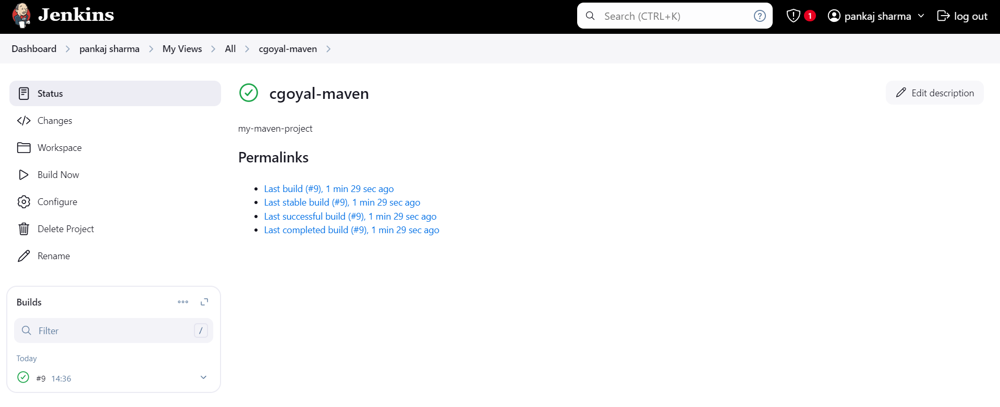 Jenkins
Search (CTRL+K)
?
1
pankaj sharma
log out
Dashboard
pankaj sharma
My Views
All
cgoyal-maven
Status
Changes
Workspace
Build Now
Configure
Delete Project
Rename
cgoyal-maven
Edit description
my-maven-project
Permalinks
Last build (#9), 1 min 29 sec ago
Last stable build (#9), 1 min 29 sec ago
Last successful build (#9), 1 min 29 sec ago
Last completed build (#9), 1 min 29 sec ago
Builds
Filter
/
Today
#9 14:36